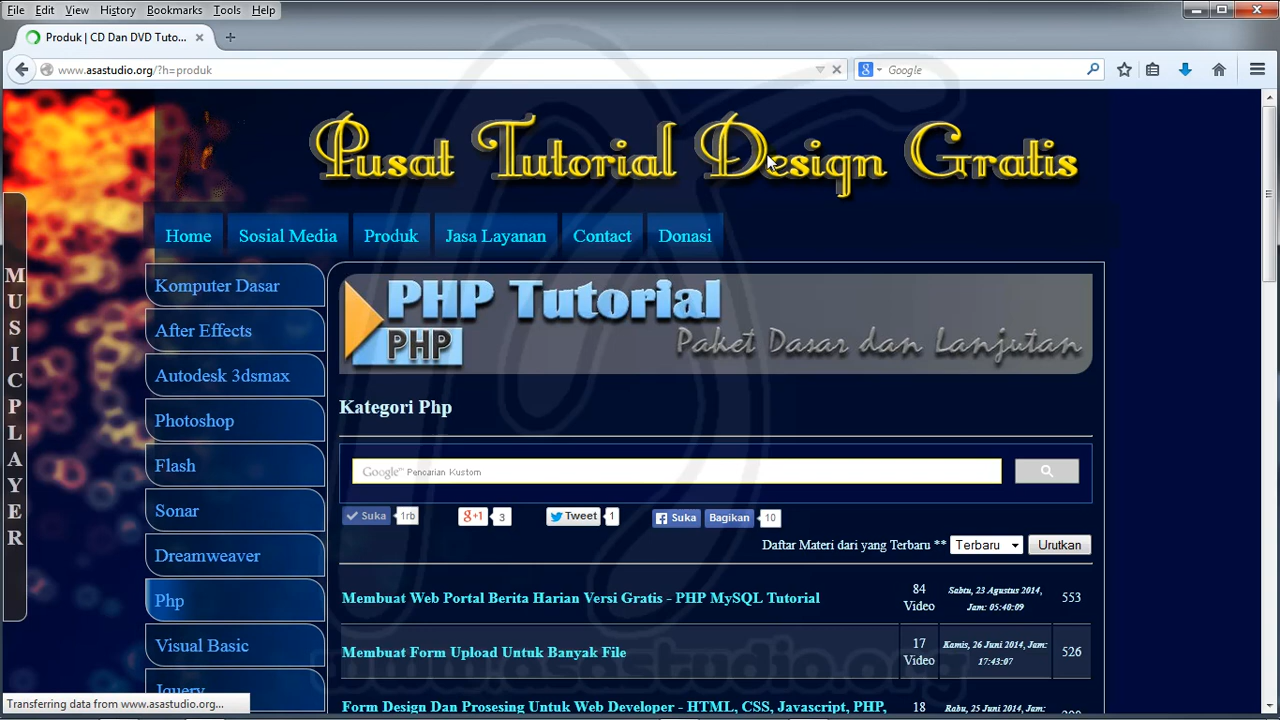 File Edit View History Bookmarks Tools Help
Produk | CD Dan DVD Tuto...
www.asastudio.org/?h=produk
Google
Pusat Tutorial Design Gratis
Home Sosial Media Produk Jasa Layanan Contact Donasi
MUSICPLAYER
Komputer Dasar
After Effects
Autodesk 3dsmax
Photoshop
Flash
Sonar
Dreamweaver
Php
Visual Basic
Jquery
PHP Tutorial
PHP
Paket Dasar dan Lanjutan
Kategori Php
Google™ Pencarian Kustom
Suka 1rb g+1 3 Tweet 1 Suka Bagikan 10
Daftar Materi dari yang Terbaru ** Terbaru Urutkan
Membuat Web Portal Berita Harian Versi Gratis - PHP MySQL Tutorial
84 Video
Sabtu, 23 Agustus 2014,
Jam: 05:40:09
553
Membuat Form Upload Untuk Banyak File
17 Video
Kamis, 26 Juni 2014, Jam:
17:43:07
526
Form Design Dan Prosesing Untuk Web Developer - HTML, CSS, Javascript, PHP,
18
Rabu, 25 Juni 2014, Jam:
www.asastudio.org
Transferring data from www.asastudio.org...